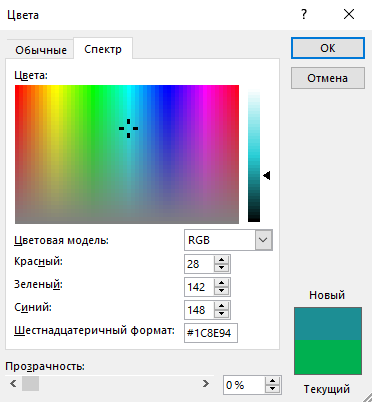 Цвета
?
Обычные
Спектр
ОК
Отмена
Цвета:
Цветовая модель:
RGB
Красный:
28
Зеленый:
142
Синий:
148
Шестнадцатеричный формат:
#1C8E94
Новый
Текущий
Прозрачность:
0 %